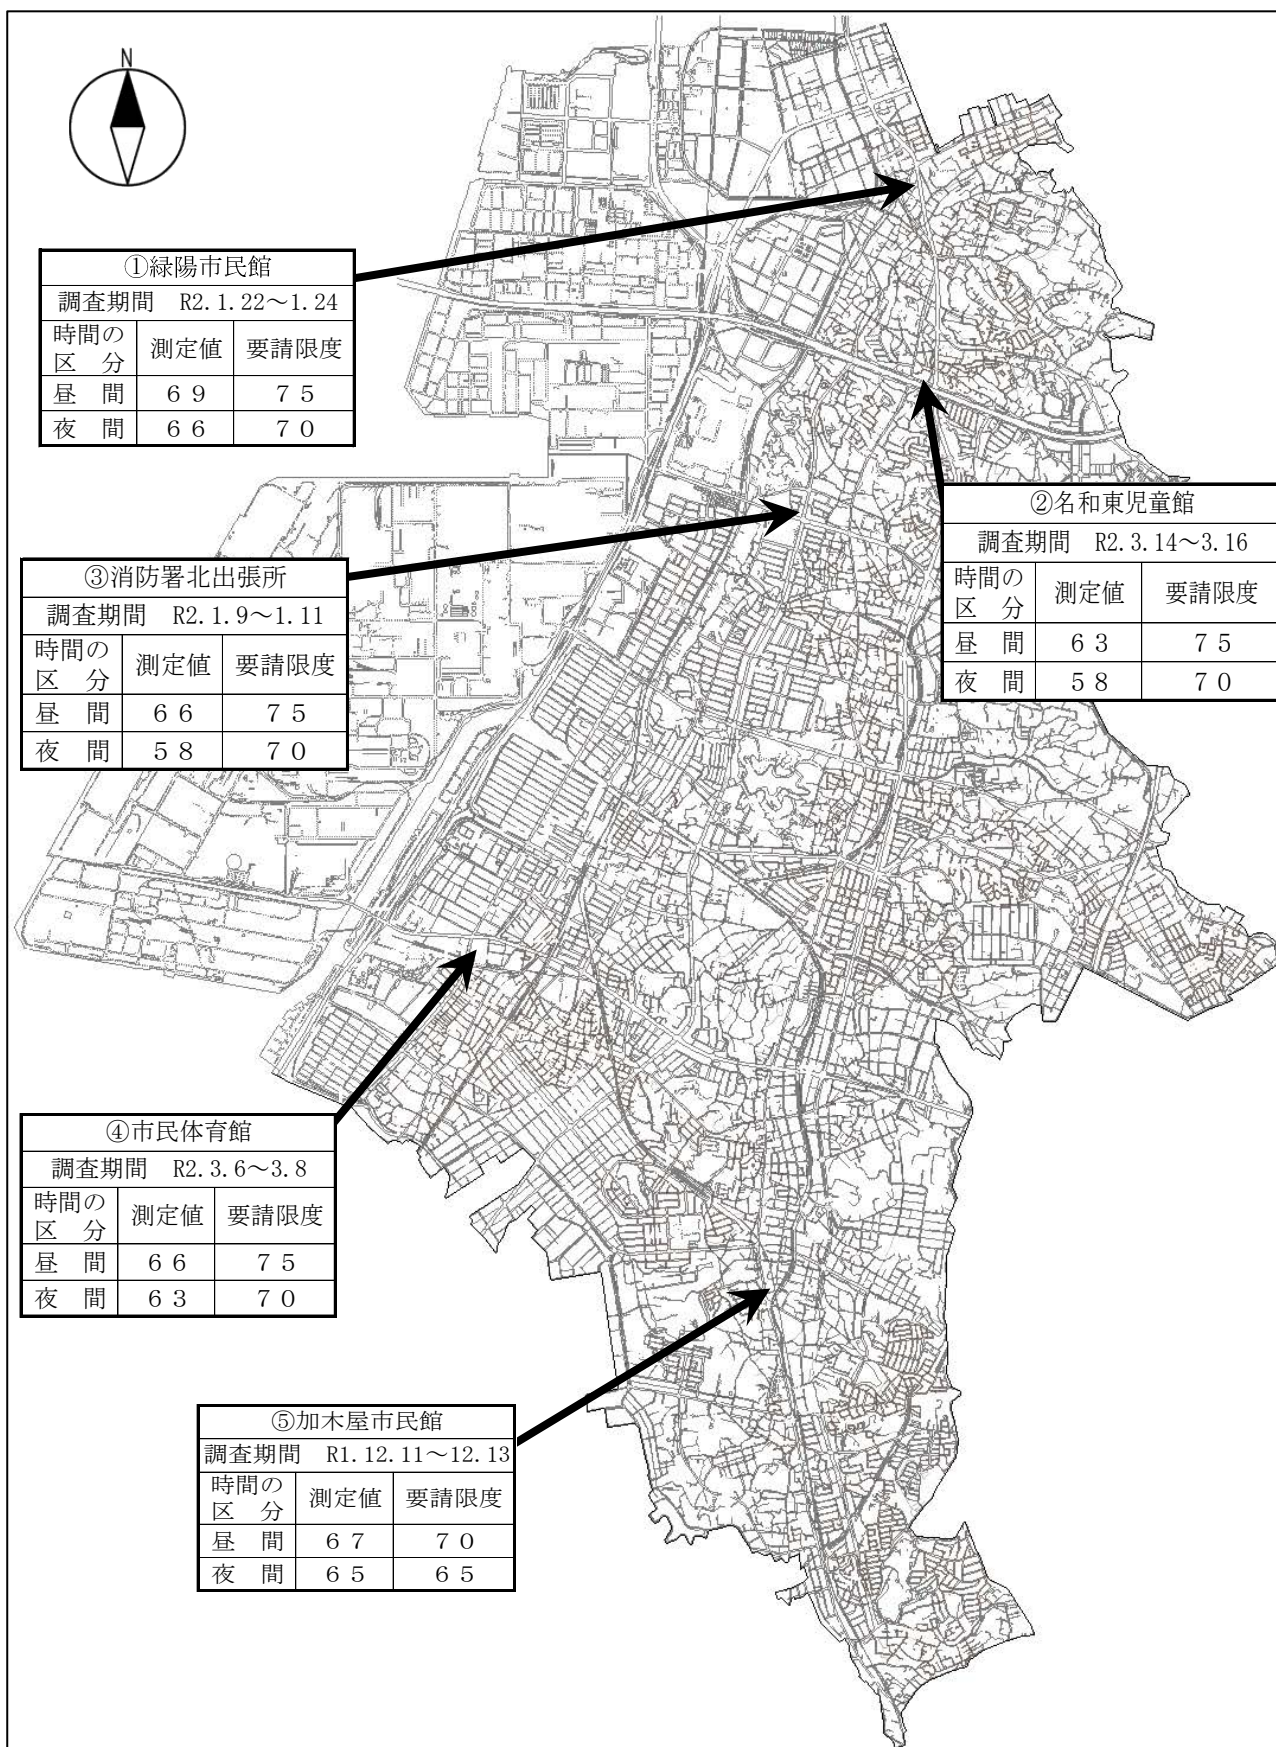 N
①緑陽市民館
調査期間 R2.1.22～1.24
時間の区分 測定値 要請限度
昼間 69 75
夜間 66 70
②名和東児童館
調査期間 R2.3.14～3.16
時間の区分 測定値 要請限度
昼間 63 75
夜間 58 70
③消防署北出張所
調査期間 R2.1.9～1.11
時間の区分 測定値 要請限度
昼間 66 75
夜間 58 70
④市民体育館
調査期間 R2.3.6～3.8
時間の区分 測定値 要請限度
昼間 66 75
夜間 63 70
⑤加木屋市民館
調査期間 R1.12.11～12.13
時間の区分 測定値 要請限度
昼間 67 70
夜間 65 65